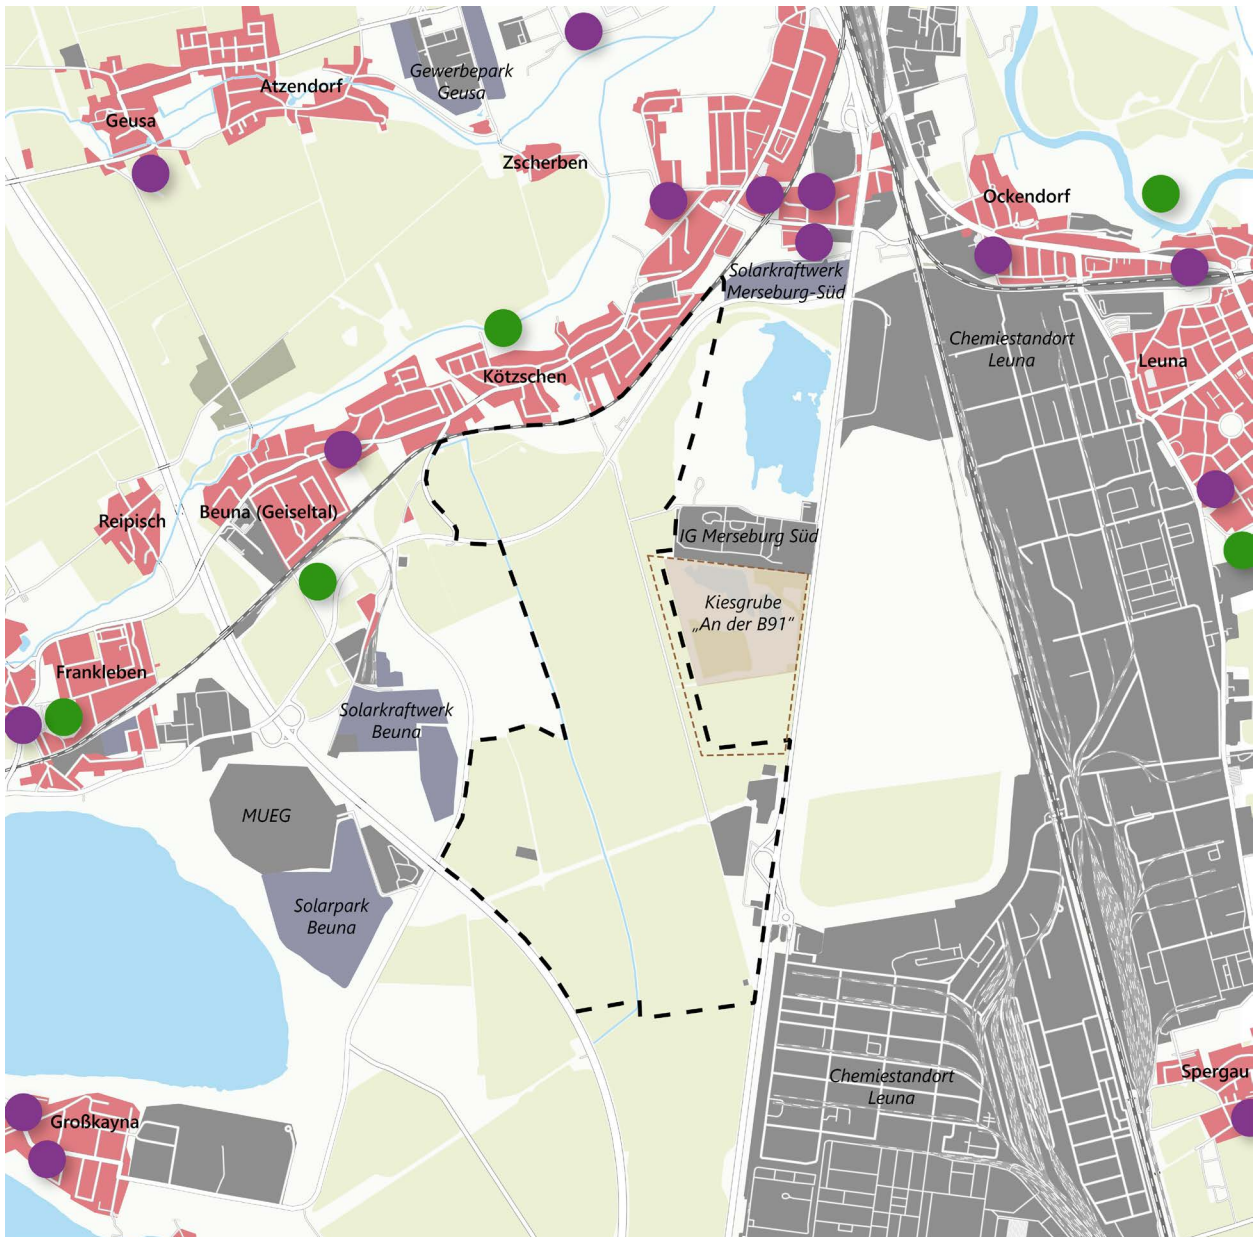 Gewerbepark
Geusa
Atzendorf
Geusa
Zscherben
Ockendorf
Solarkraftwerk
Merseburg-Süd
Chemiestandort
Leuna
Leuna
Kötzschen
Beuna (Geiseltal)
Reipisch
IG Merseburg Süd
Kiesgrube
„An der B91“
Frankleben
Solarkraftwerk
Beuna
MUEG
Solarpark
Beuna
Chemiestandort
Leuna
Spergau
Großkayna